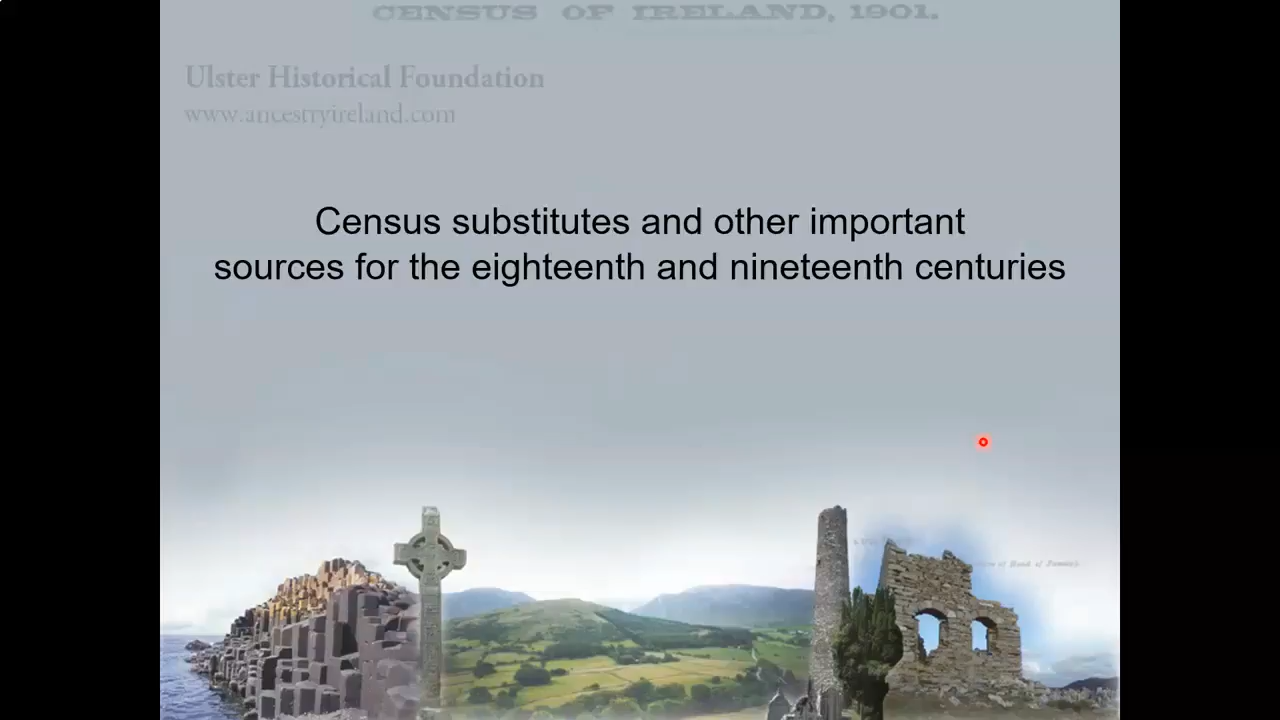 CENSUS OF IRELAND, 1901.
Ulster Historical Foundation
www.ancestryireland.com
Census substitutes and other important
sources for the eighteenth and nineteenth centuries